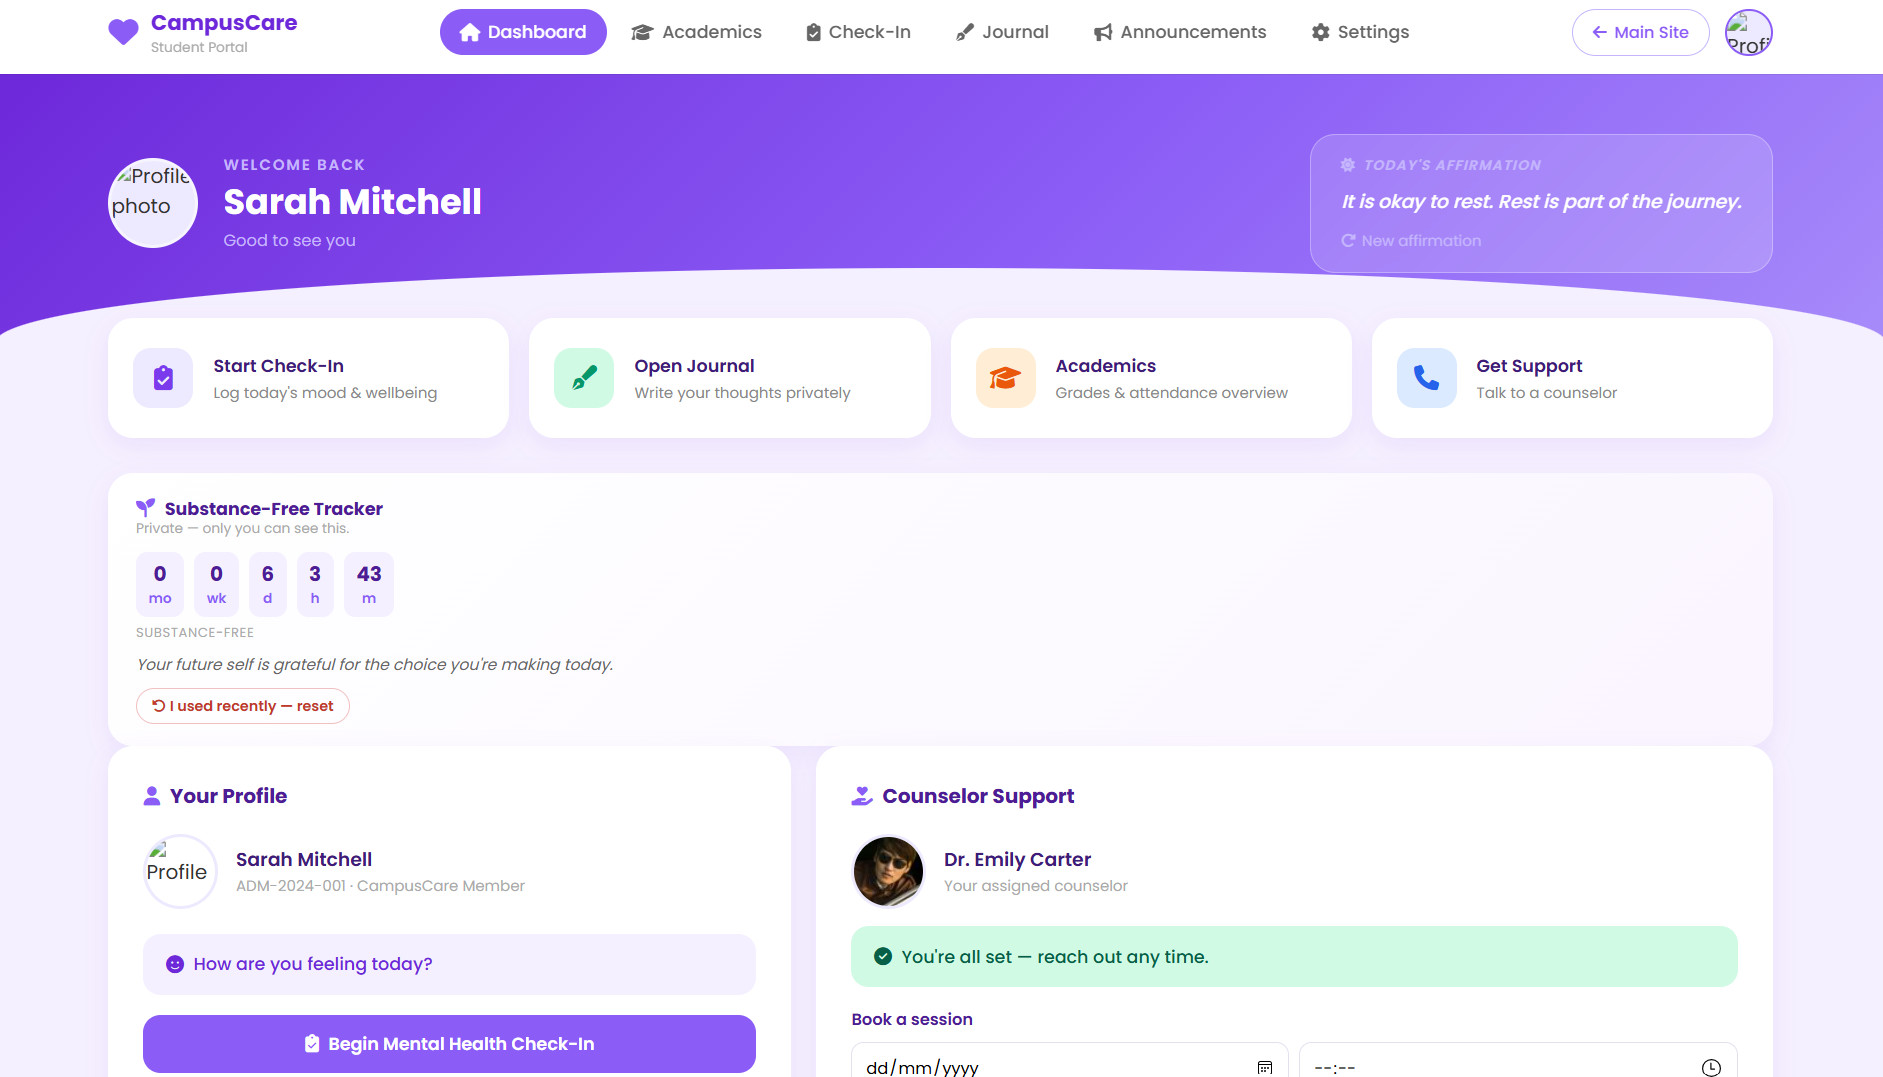 CampusCare
Student Portal
Dashboard
Academics
Check-In
Journal
Announcements
Settings
Main Site
Profi
Profile
photo
WELCOME BACK
Sarah Mitchell
Good to see you
TODAY'S AFFIRMATION
It is okay to rest. Rest is part of the journey.
New affirmation
Start Check-In
Log today's mood & wellbeing
Open Journal
Write your thoughts privately
Academics
Grades & attendance overview
Get Support
Talk to a counselor
Substance-Free Tracker
Private — only you can see this.
0 0 6 3 43
mo wk d h m
SUBSTANCE-FREE
Your future self is grateful for the choice you're making today.
I used recently — reset
Your Profile
Profile
Sarah Mitchell
ADM-2024-001 · CampusCare Member
How are you feeling today?
Begin Mental Health Check-In
Counselor Support
Dr. Emily Carter
Your assigned counselor
You're all set — reach out any time.
Book a session
dd/mm/yyyy
--:--